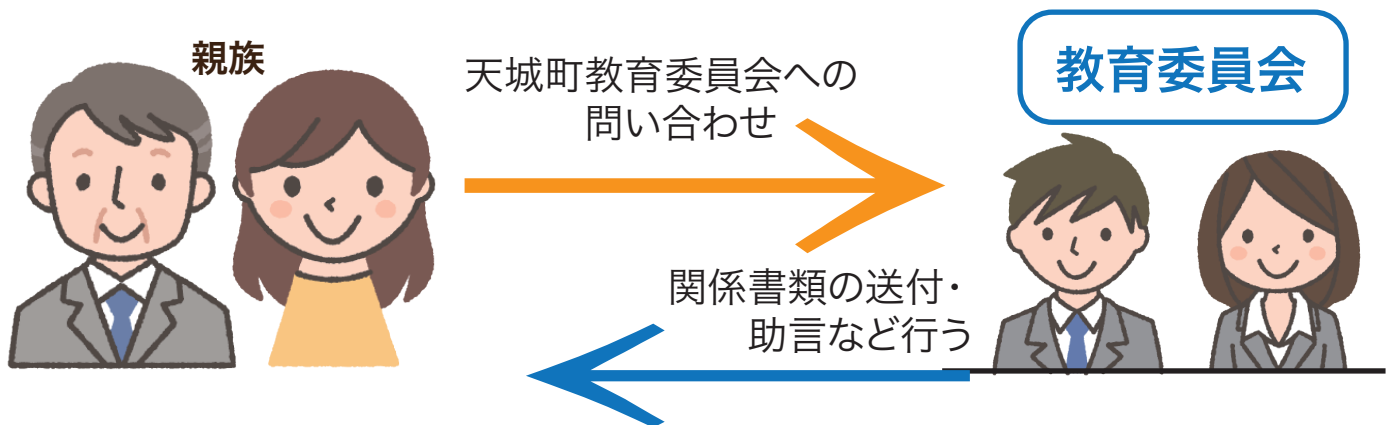 親族
天城町教育委員会への
問い合わせ
教育委員会
関係書類の送付・
助言など行う